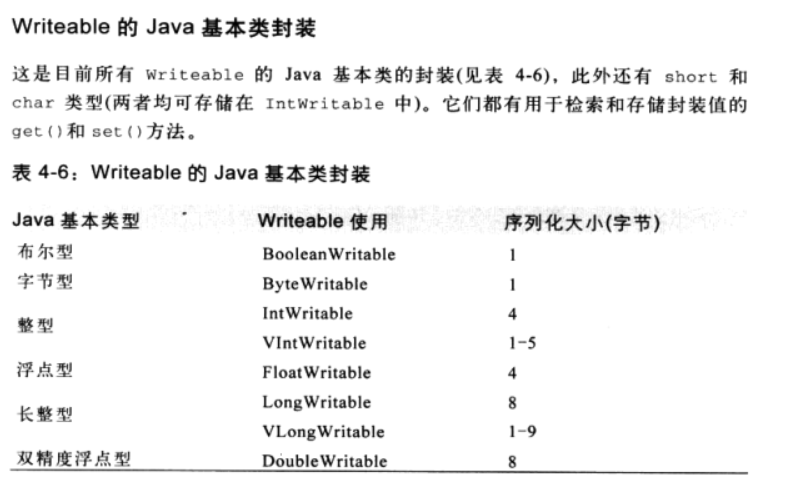 Writeable 的 Java 基本类封装
这是目前所有 Writeable 的 Java 基本类的封装(见表 4-6)，此外还有 short 和
char 类型(两者均可存储在 IntWritable 中)。它们都有用于检索和存储封装值的
get()和 set()方法。
表 4-6：Writeable 的 Java 基本类封装
Java 基本类型 Writeable 使用 序列化大小(字节)
布尔型 BooleanWritable 1
字节型 ByteWritable 1
整型 IntWritable 4
VIntWritable 1-5
浮点型 FloatWritable 4
长整型 LongWritable 8
VLongWritable 1-9
双精度浮点型 DoubleWritable 8